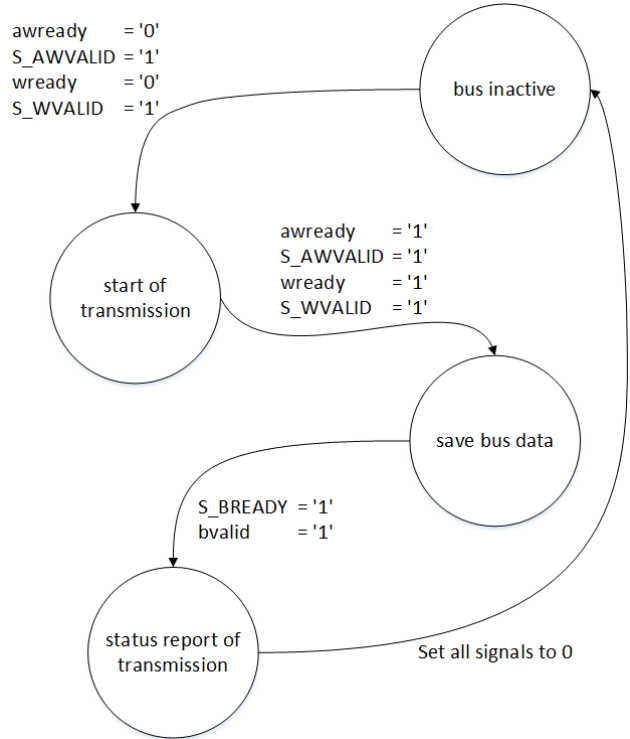 awready = '0'
S_AWVALID = '1'
wready = '0'
S_WVALID = '1'
bus inactive
awready = '1'
S_AWVALID = '1'
wready = '1'
S_WVALID = '1'
start of
transmission
save bus data
S_BREADY = '1'
bvalid = '1'
status report of
transmission
Set all signals to 0